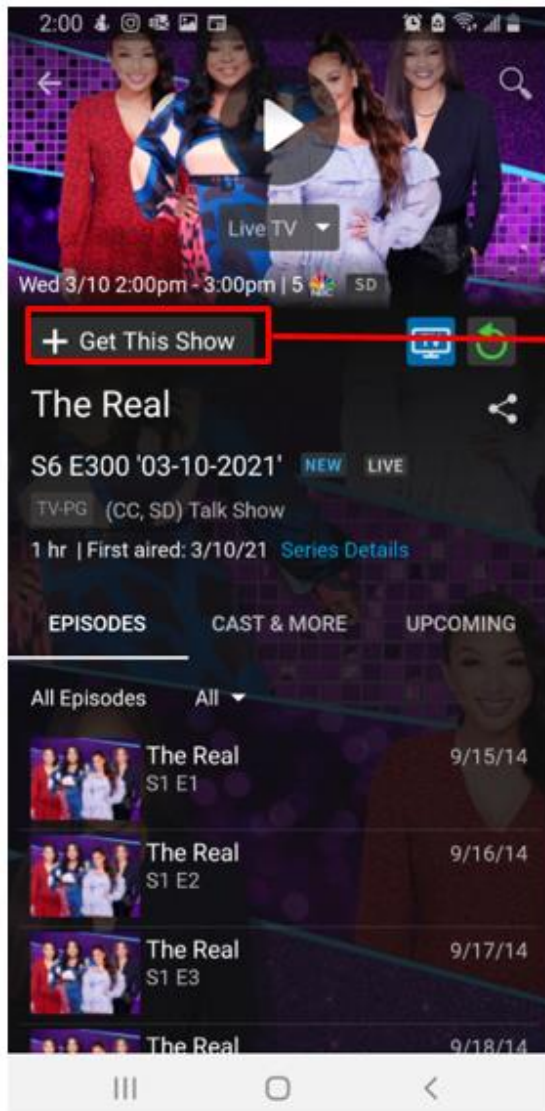 2:00
Live TV
Wed 3/10 2:00pm - 3:00pm | 5 NBC SD
+ Get This Show
TV
The Real
S6 E300 '03-10-2021' NEW LIVE
TV-PG (CC, SD) Talk Show
1 hr | First aired: 3/10/21 Series Details
EPISODES CAST & MORE UPCOMING
All Episodes All
The Real 9/15/14
S1 E1
The Real 9/16/14
S1 E2
The Real 9/17/14
S1 E3
The Real 9/18/14